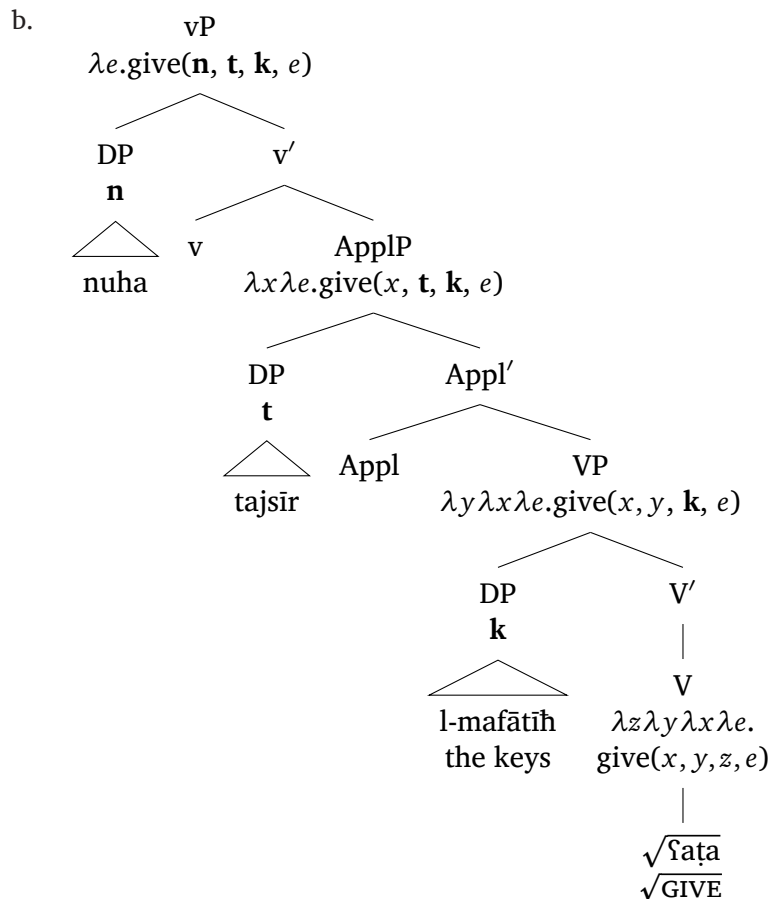 b.
vP
λe.give(n, t, k, e)
DP v′
n
v ApplP
nuha λxλe.give(x, t, k, e)
DP Appl′
t
Appl VP
tajsīr λyλxλe.give(x, y, k, e)
DP V′
k
V
l-mafātīħ λzλyλxλe.
the keys give(x, y, z, e)
√ʕaṭa
√GIVE